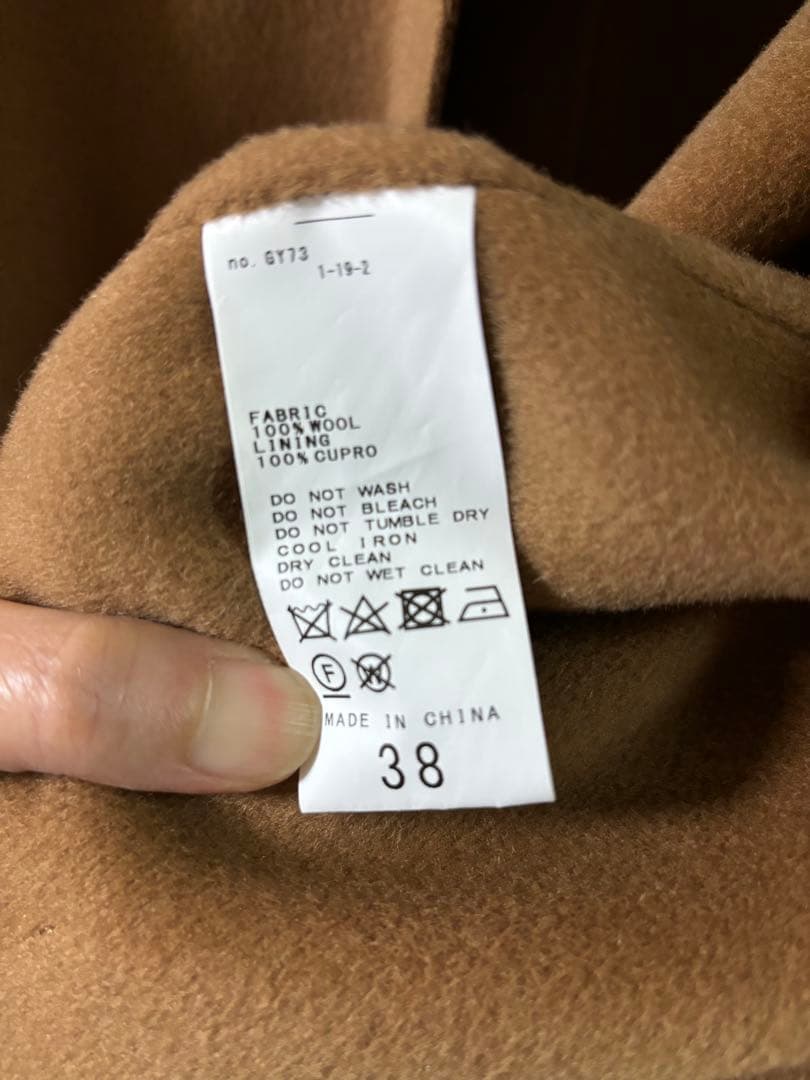 no. GY73
1-19-2
FABRIC
100% WOOL
LINING
100% CUPRO
DO NOT WASH
DO NOT BLEACH
DO NOT TUMBLE DRY
COOL IRON
DRY CLEAN
DO NOT WET CLEAN
F W
MADE IN CHINA
38